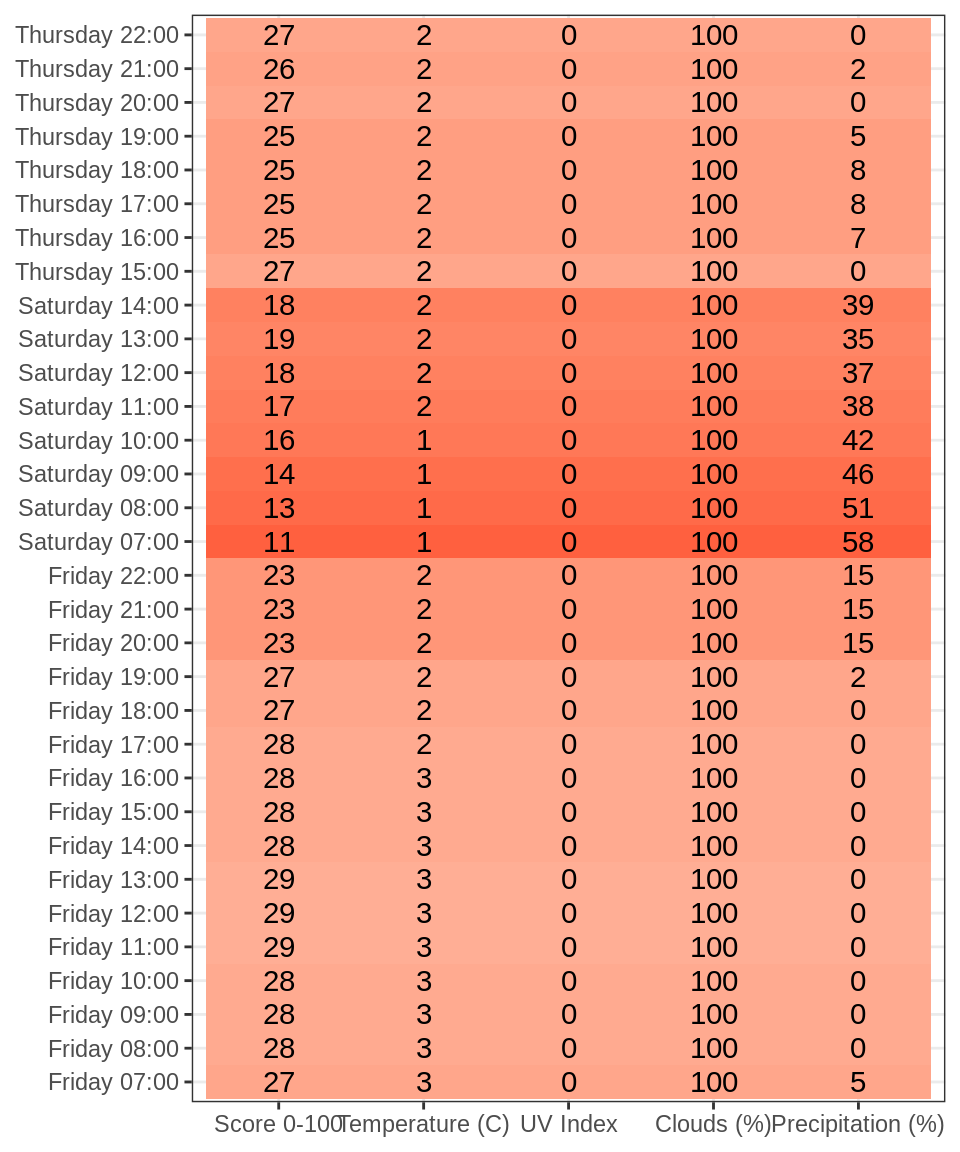 Thursday 22:00 27 2 0 100 0
Thursday 21:00 26 2 0 100 2
Thursday 20:00 27 2 0 100 0
Thursday 19:00 25 2 0 100 5
Thursday 18:00 25 2 0 100 8
Thursday 17:00 25 2 0 100 8
Thursday 16:00 25 2 0 100 7
Thursday 15:00 27 2 0 100 0
Saturday 14:00 18 2 0 100 39
Saturday 13:00 19 2 0 100 35
Saturday 12:00 18 2 0 100 37
Saturday 11:00 17 2 0 100 38
Saturday 10:00 16 1 0 100 42
Saturday 09:00 14 1 0 100 46
Saturday 08:00 13 1 0 100 51
Saturday 07:00 11 1 0 100 58
Friday 22:00 23 2 0 100 15
Friday 21:00 23 2 0 100 15
Friday 20:00 23 2 0 100 15
Friday 19:00 27 2 0 100 2
Friday 18:00 27 2 0 100 0
Friday 17:00 28 2 0 100 0
Friday 16:00 28 3 0 100 0
Friday 15:00 28 3 0 100 0
Friday 14:00 28 3 0 100 0
Friday 13:00 29 3 0 100 0
Friday 12:00 29 3 0 100 0
Friday 11:00 29 3 0 100 0
Friday 10:00 28 3 0 100 0
Friday 09:00 28 3 0 100 0
Friday 08:00 28 3 0 100 0
Friday 07:00 27 3 0 100 5
Score 0-100 Temperature (C) UV Index Clouds (%) Precipitation (%)